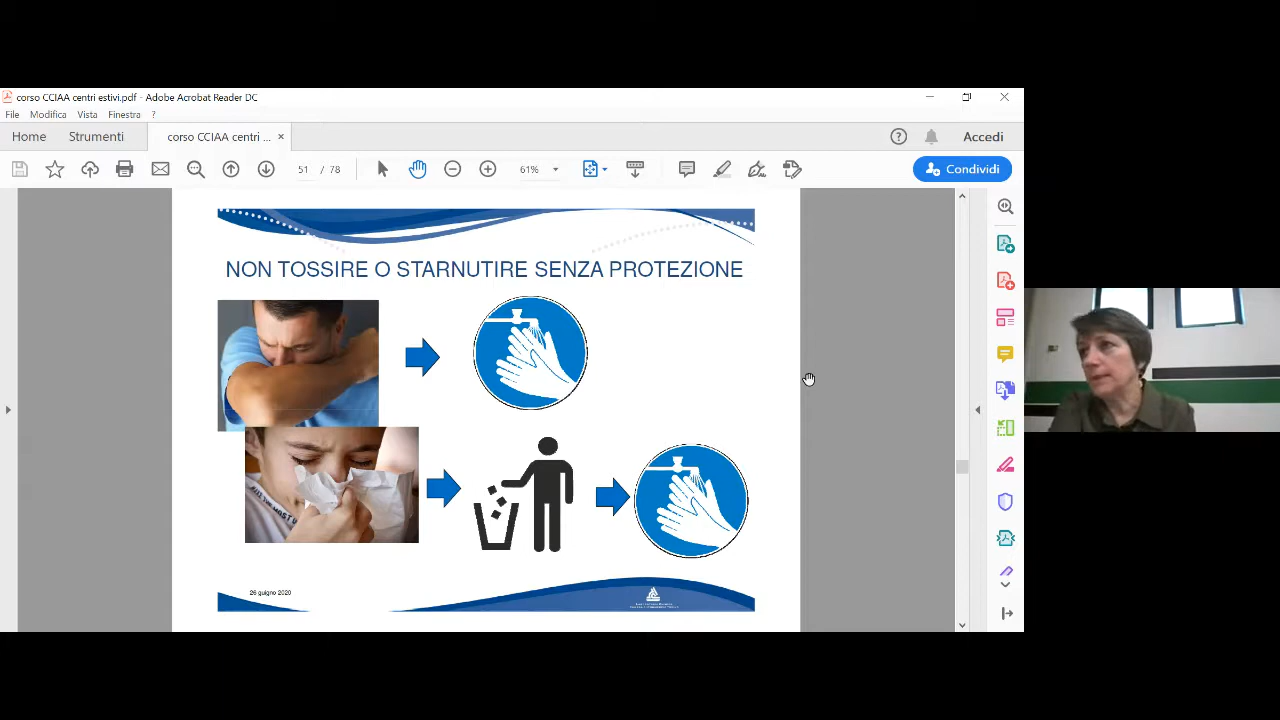 corso CCIAA centri estivi.pdf - Adobe Acrobat Reader DC
File Modifica Vista Finestra ?
Home Strumenti corso CCIAA centri ... × Accedi
51 / 78 61% Condividi
NON TOSSIRE O STARNUTIRE SENZA PROTEZIONE
26 guigno 2020